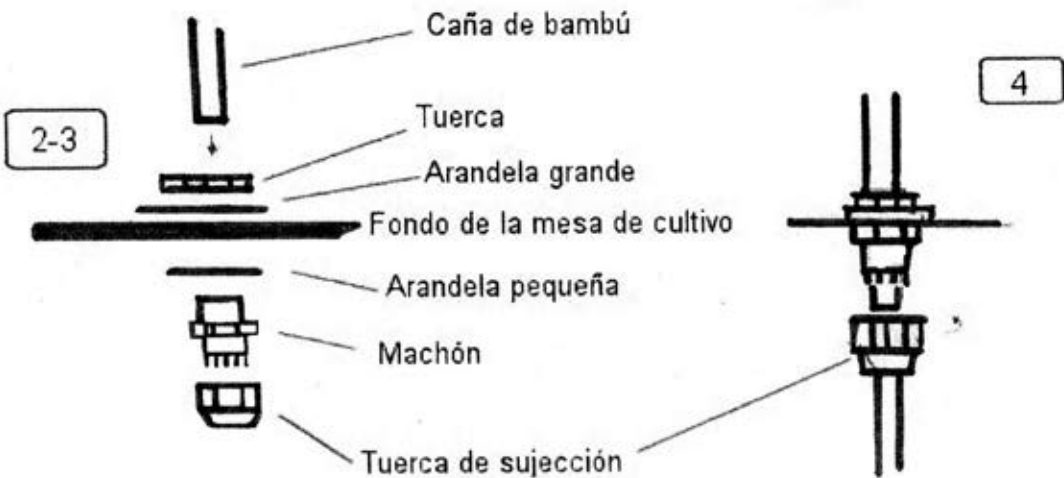 Caña de bambú
4
2-3
Tuerca
Arandela grande
Fondo de la mesa de cultivo
Arandela pequeña
Machón
Tuerca de sujección